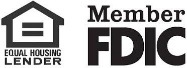 EQUAL HOUSING
LENDER
Member
FDIC